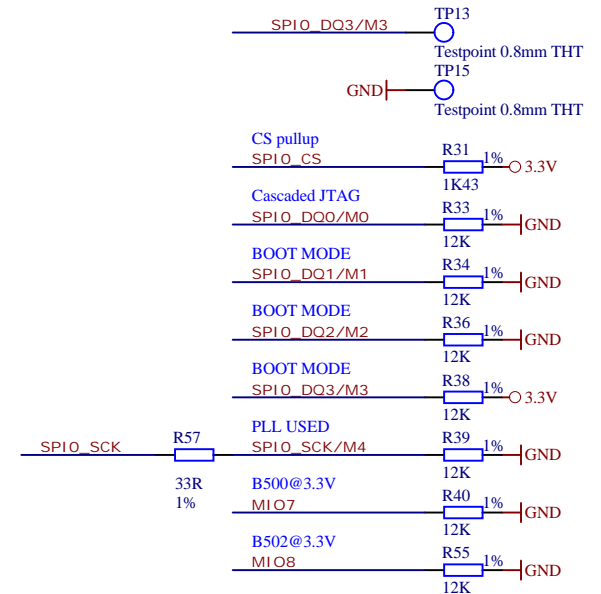 TP13
SPI0_DQ3/M3
Testpoint 0.8mm THT
TP15
GND
Testpoint 0.8mm THT
CS pullup
SPI0_CS
R31
1%
3.3V
1K43
Cascaded JTAG
SPI0_DQ0/M0
R33
1%
GND
12K
BOOT MODE
SPI0_DQ1/M1
R34
1%
GND
12K
BOOT MODE
SPI0_DQ2/M2
R36
1%
GND
12K
BOOT MODE
SPI0_DQ3/M3
R38
1%
3.3V
12K
PLL USED
SPI0_SCK
R57
SPI0_SCK/M4
R39
1%
GND
12K
33R
1%
B500@3.3V
MIO7
R40
1%
GND
12K
B502@3.3V
MIO8
R55
1%
GND
12K